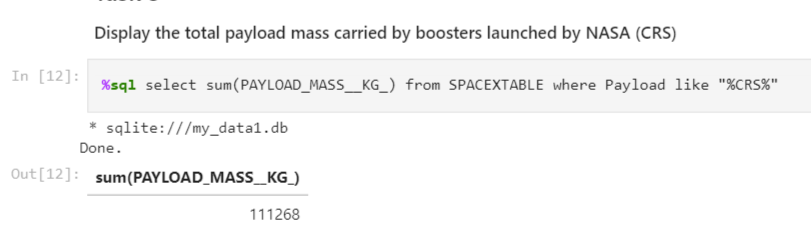 Display the total payload mass carried by boosters launched by NASA (CRS)
In [12]: %sql select sum(PAYLOAD_MASS__KG_) from SPACEXTABLE where Payload like "%CRS%"
* sqlite:///my_data1.db
Done.
Out[12]: sum(PAYLOAD_MASS__KG_)
111268